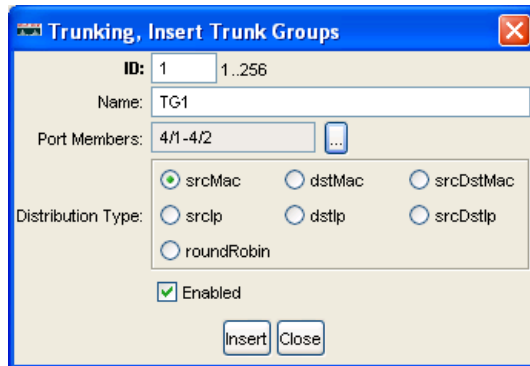 Trunking, Insert Trunk Groups
ID: 1 1..256
Name: TG1
Port Members: 4/1-4/2 ...
srcMac dstMac srcDstMac
Distribution Type: srcIp dstIp srcDstIp
roundRobin
Enabled
Insert Close